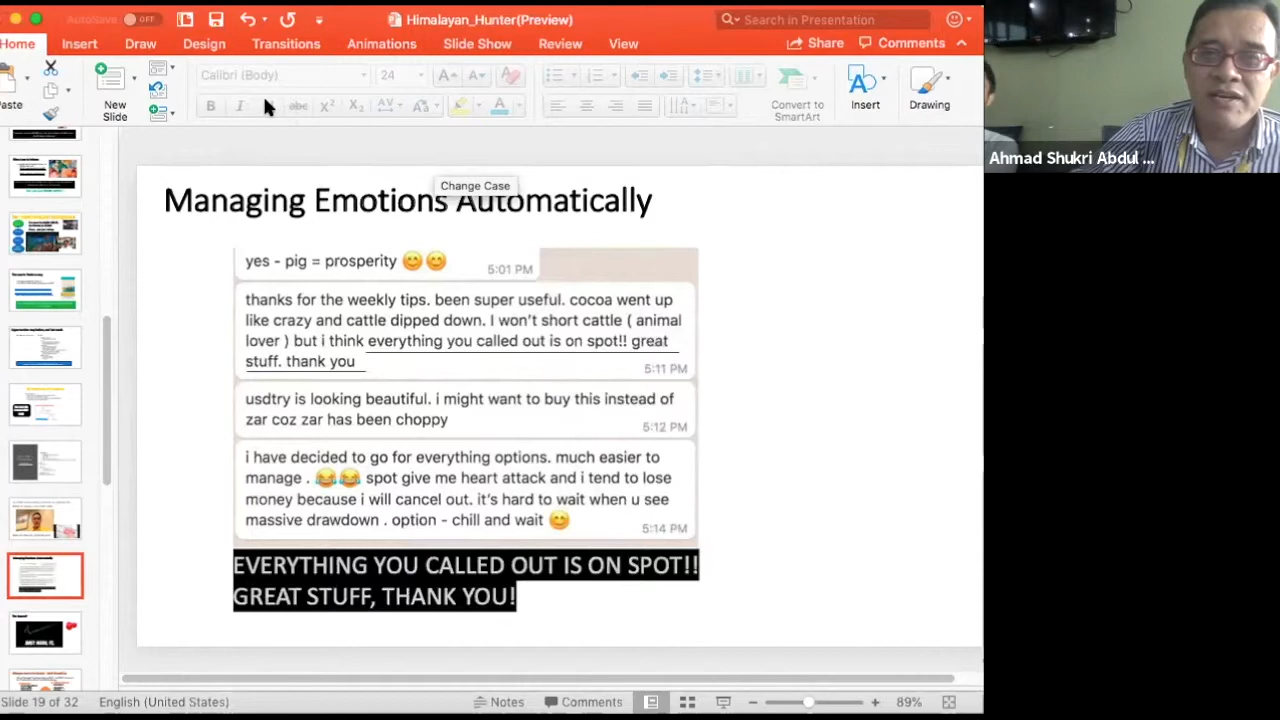 AutoSave OFF
Himalayan_Hunter(Preview)
Search in Presentation
Home Insert Draw Design Transitions Animations Slide Show Review View
Share Comments
Paste
New
Slide
Calibri (Body) 24
Convert to
SmartArt
Insert
Drawing
Ahmad Shukri Abdul ...
Change Case
Managing Emotions Automatically
yes - pig = prosperity 😊😊
5:01 PM
thanks for the weekly tips. been super useful. cocoa went up
like crazy and cattle dipped down. I won't short cattle ( animal
lover ) but i think everything you called out is on spot!! great
stuff. thank you
5:11 PM
usdtry is looking beautiful. i might want to buy this instead of
zar coz zar has been choppy
5:12 PM
i have decided to go for everything options. much easier to
manage . 😂😂 spot give me heart attack and i tend to lose
money because i will cancel out. it's hard to wait when u see
massive drawdown . option - chill and wait 😊
5:14 PM
EVERYTHING YOU CALLED OUT IS ON SPOT!!
GREAT STUFF, THANK YOU!
Slide 19 of 32 English (United States) Notes Comments 89%